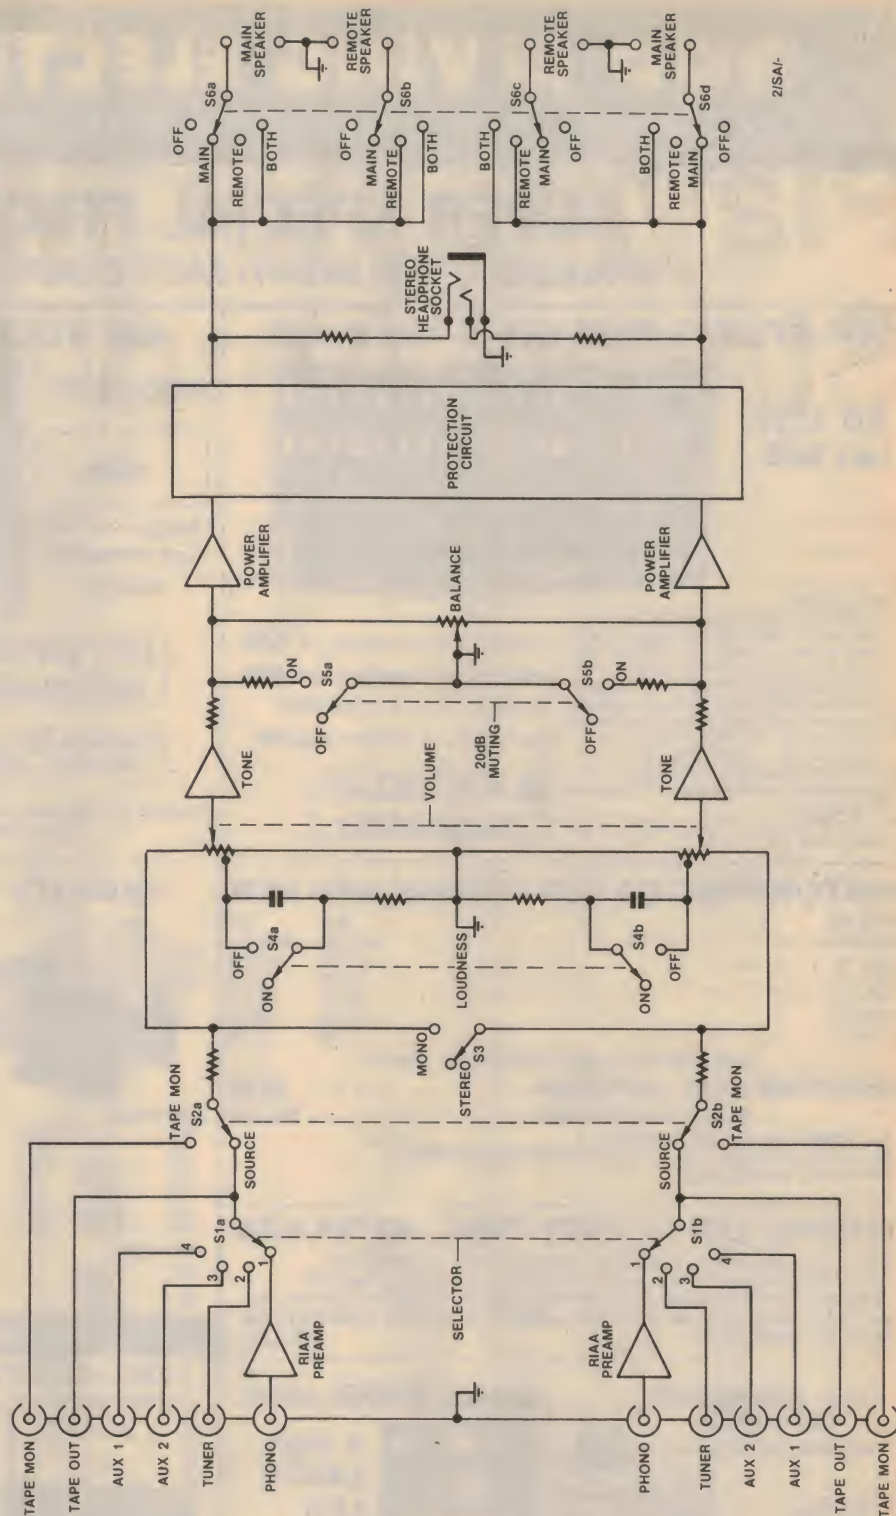 TAPE MON
TAPE OUT
AUX 1
AUX 2
TUNER
PHONO
PHONO
TUNER
AUX 2
AUX 1
TAPE OUT
TAPE MON
RIAA
PREAMP
RIAA
PREAMP
S1a
1
2
3
4
SELECTOR
S1b
1
2
3
4
TAPE MON
S2a
SOURCE
SOURCE
S2b
TAPE MON
MONO
STEREO
S3
OFF
S4a
ON
LOUDNESS
S4b
ON
OFF
VOLUME
TONE
TONE
ON
S5a
OFF
20dB
MUTING
OFF
S5b
ON
BALANCE
POWER
AMPLIFIER
POWER
AMPLIFIER
PROTECTION
CIRCUIT
STEREO
HEADPHONE
SOCKET
OFF
MAIN
REMOTE
BOTH
S6a
OFF
MAIN
REMOTE
BOTH
S6b
BOTH
REMOTE
MAIN
OFF
S6c
BOTH
REMOTE
MAIN
OFF
S6d
MAIN
SPEAKER
REMOTE
SPEAKER
REMOTE
SPEAKER
MAIN
SPEAKER
2/SA/-